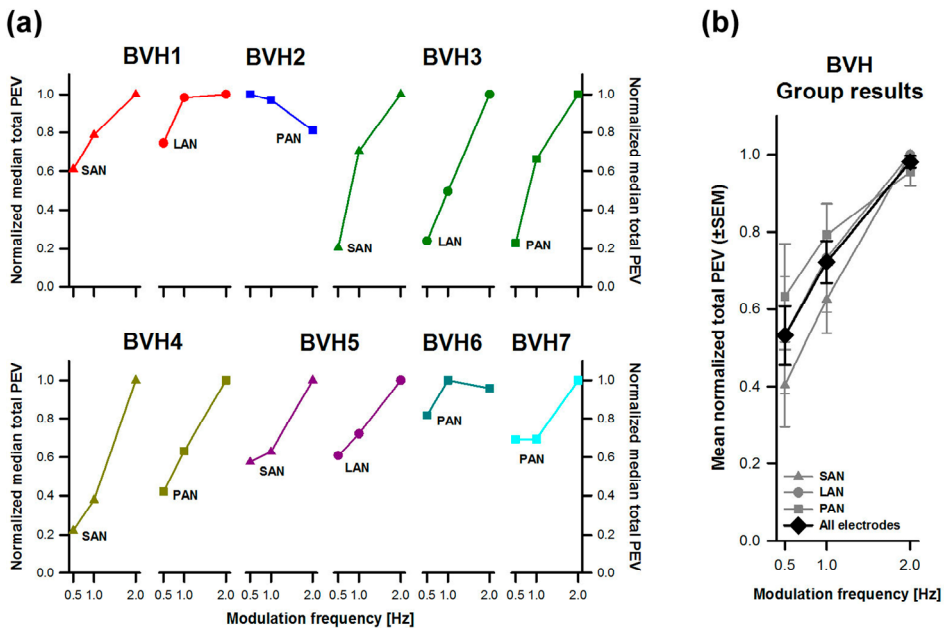 (a)
BVH1
BVH2
BVH3
Normalized median total PEV
1.0
0.8
0.6
0.4
0.2
0.0
SAN
LAN
PAN
SAN
LAN
PAN
1.0
0.8
0.6
0.4
0.2
0.0
Normalized median total PEV
BVH4
BVH5
BVH6
BVH7
Normalized median total PEV
1.0
0.8
0.6
0.4
0.2
0.0
SAN
PAN
SAN
LAN
PAN
PAN
1.0
0.8
0.6
0.4
0.2
0.0
Normalized median total PEV
0.5 1.0 2.0 0.5 1.0 2.0 0.5 1.0 2.0 0.5 1.0 2.0 0.5 1.0 2.0 0.5 1.0 2.0
Modulation frequency [Hz]
(b)
BVH
Group results
Mean normalized total PEV (±SEM)
1.0
0.8
0.6
0.4
0.2
0.0
SAN
LAN
PAN
All electrodes
0.5 1.0 2.0
Modulation frequency [Hz]